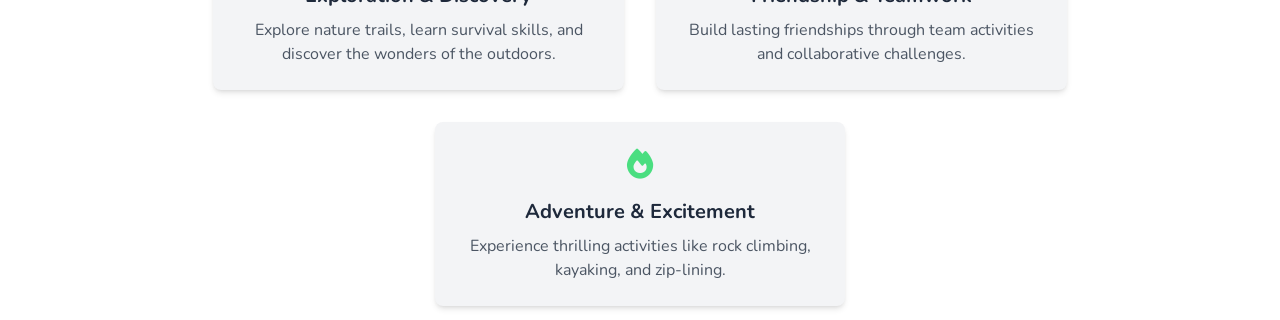 Exploration & Discovery
Explore nature trails, learn survival skills, and
discover the wonders of the outdoors.
Friendship & Teamwork
Build lasting friendships through team activities
and collaborative challenges.
Adventure & Excitement
Experience thrilling activities like rock climbing,
kayaking, and zip-lining.